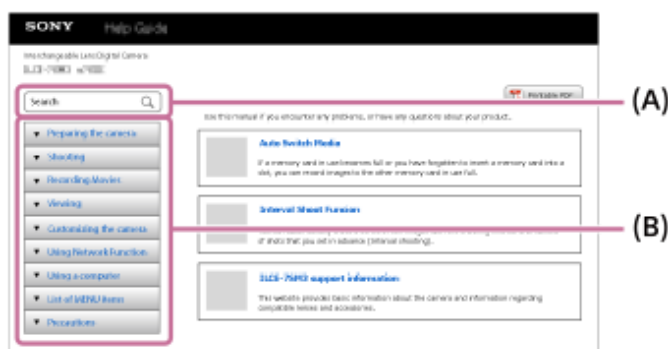 SONY Help Guide
Interchangeable Lens Digital Camera
Search
Printable PDF
Use this manual if you encounter any problems, or have any questions about your product.
Preparing the camera
Shooting
Recording Movies
Viewing
Customizing the camera
Using Network Function
Using a computer
List of MENU items
Precautions
Auto Switch Media
If a memory card in use becomes full or you have forgotten to insert a memory card into a
slot, you can record images to the other memory card in use full.
Interval Shoot Funsion
of shots that you set in advance (Interval shooting).
ILCE-7SM3 support information
This website provides basic information about the camera and information regarding
compatible lenses and accessories.
(A)
(B)